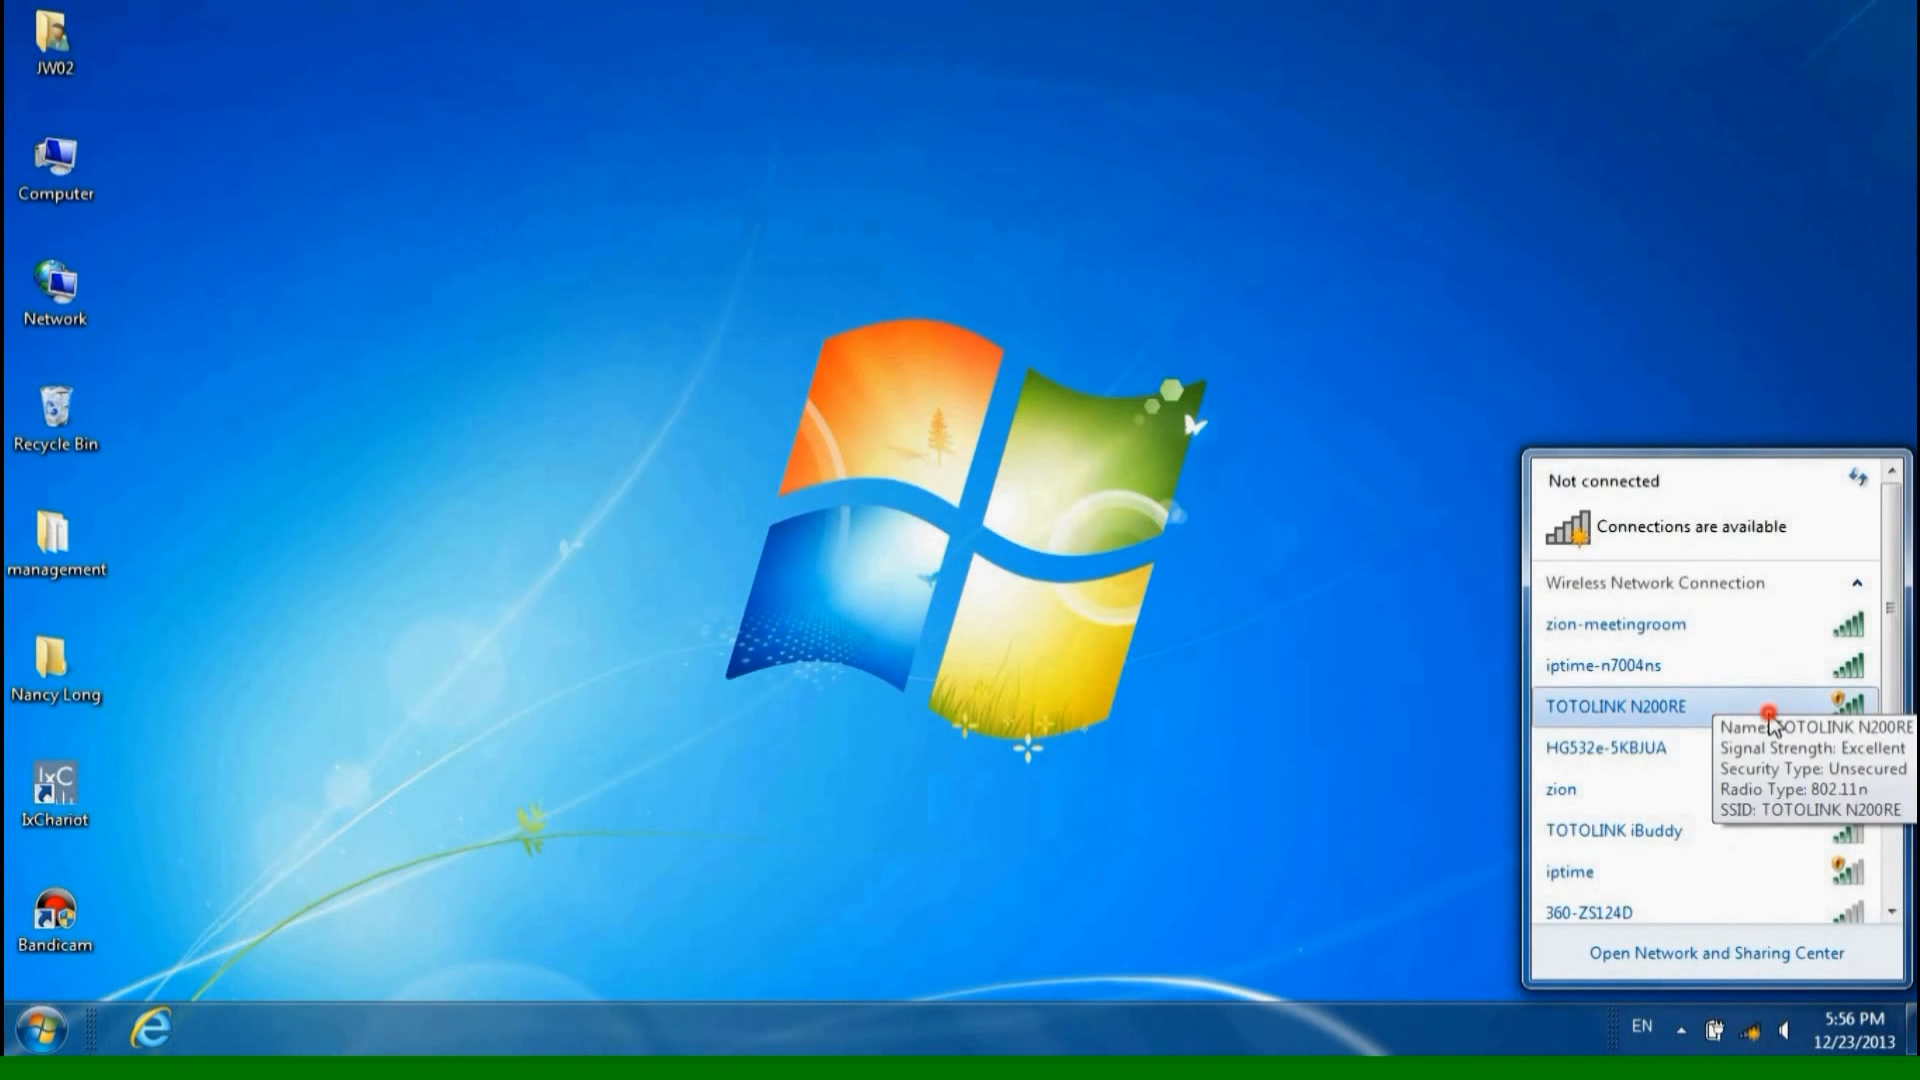 JW02
Computer
Network
Recycle Bin
management
Nancy Long
IxC
IxChariot
Bandicam
Not connected
Connections are available
Wireless Network Connection
zion-meetingroom
iptime-n7004ns
TOTOLINK N200RE
HG532e-5KBJUA
zion
TOTOLINK iBuddy
iptime
360-ZS124D
Name: TOTOLINK N200RE
Signal Strength: Excellent
Security Type: Unsecured
Radio Type: 802.11n
SSID: TOTOLINK N200RE
Open Network and Sharing Center
EN
5:56 PM
12/23/2013